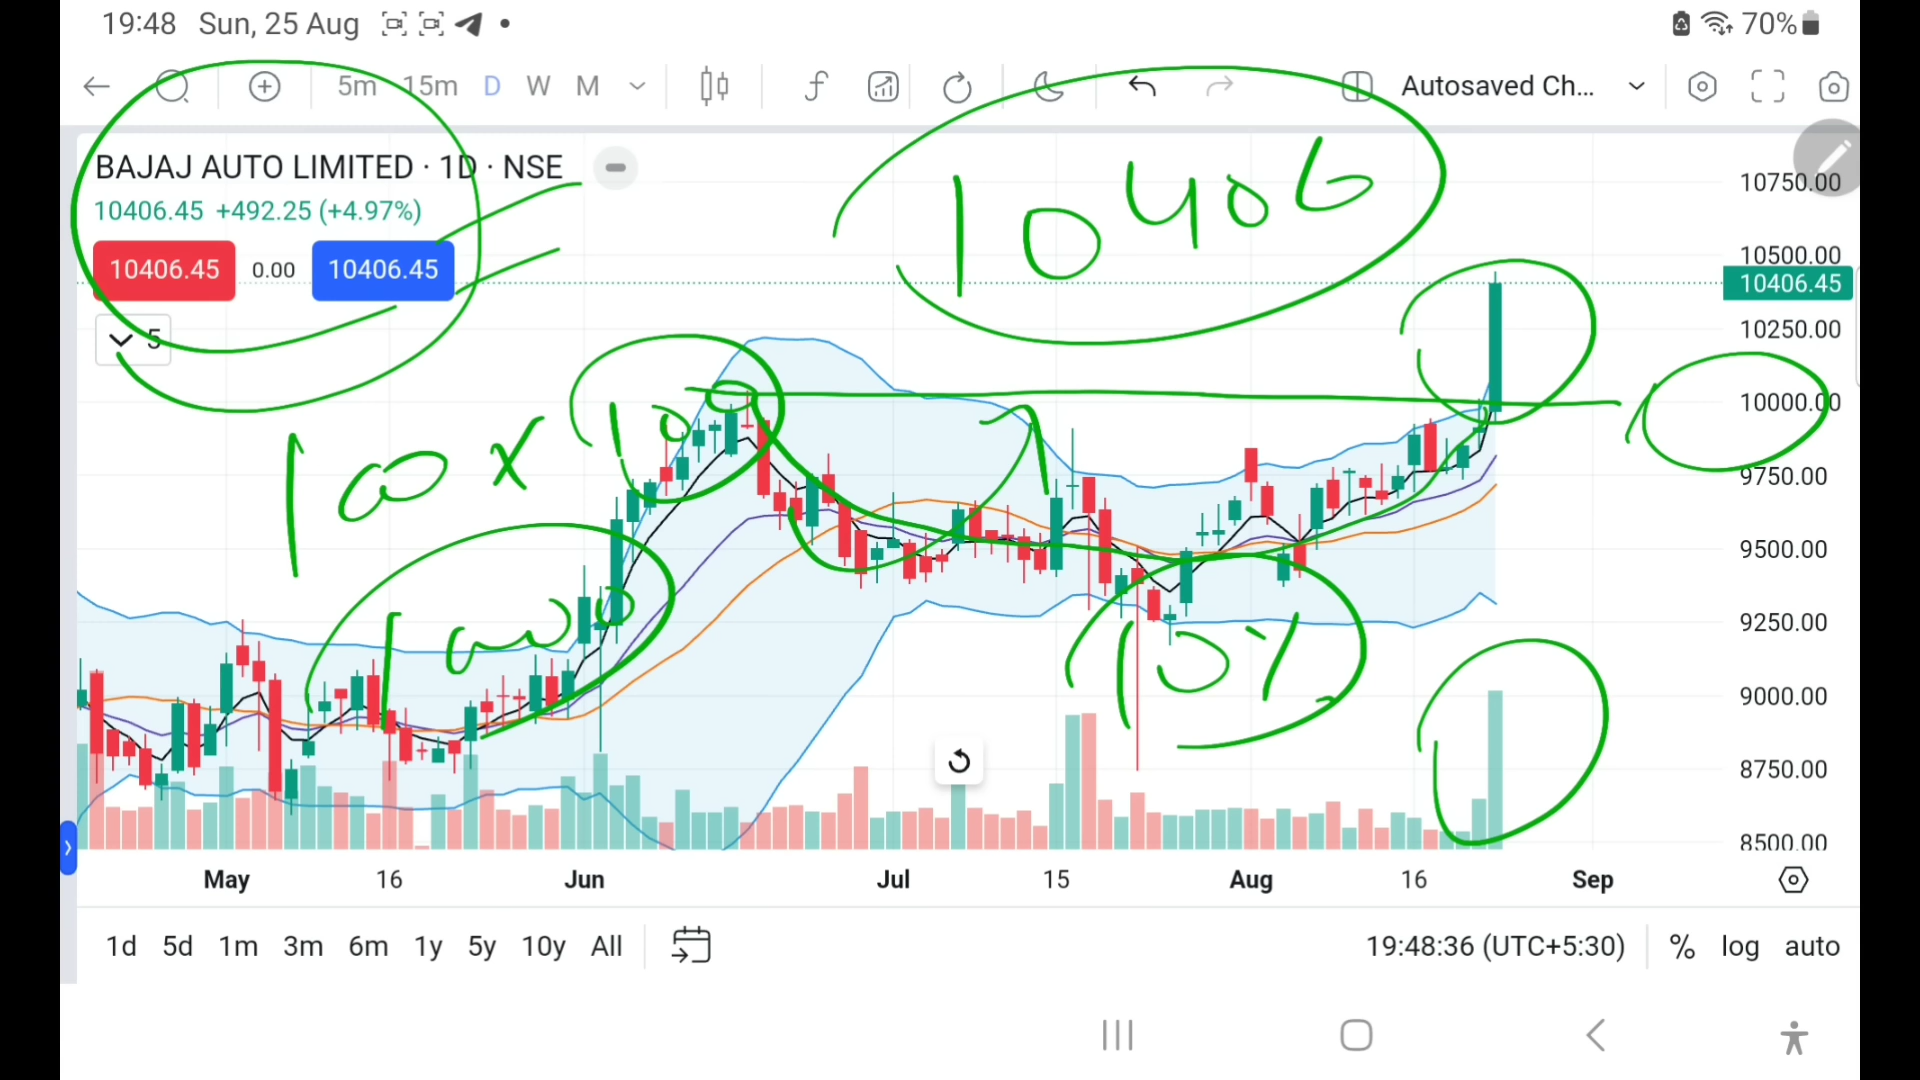 19:48 Sun, 25 Aug 70%
5m 15m D W M Autosaved Ch...
BAJAJ AUTO LIMITED · 1D · NSE
10406.45 +492.25 (+4.97%)
10406.45 0.00 10406.45
5
10406
100 x 10
1000
10%
10750.00
10500.00
10406.45
10250.00
10000.00
9750.00
9500.00
9250.00
9000.00
8750.00
8500.00
May 16 Jun Jul 15 Aug 16 Sep
1d 5d 1m 3m 6m 1y 5y 10y All 19:48:36 (UTC+5:30) % log auto